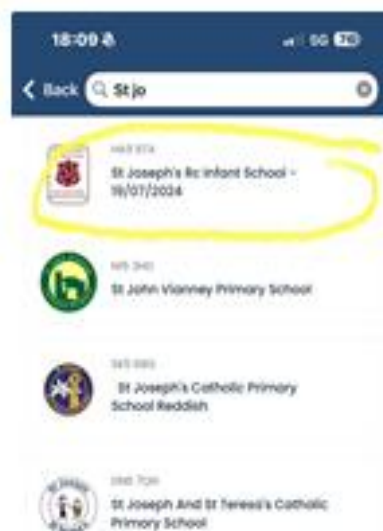 18:09
5G 76
Back
St jo
St Joseph's Rc Infant School -
19/07/2024
St John Vianney Primary School
St Joseph's Catholic Primary
School Reddish
St Joseph And St Teresa's Catholic
Primary School